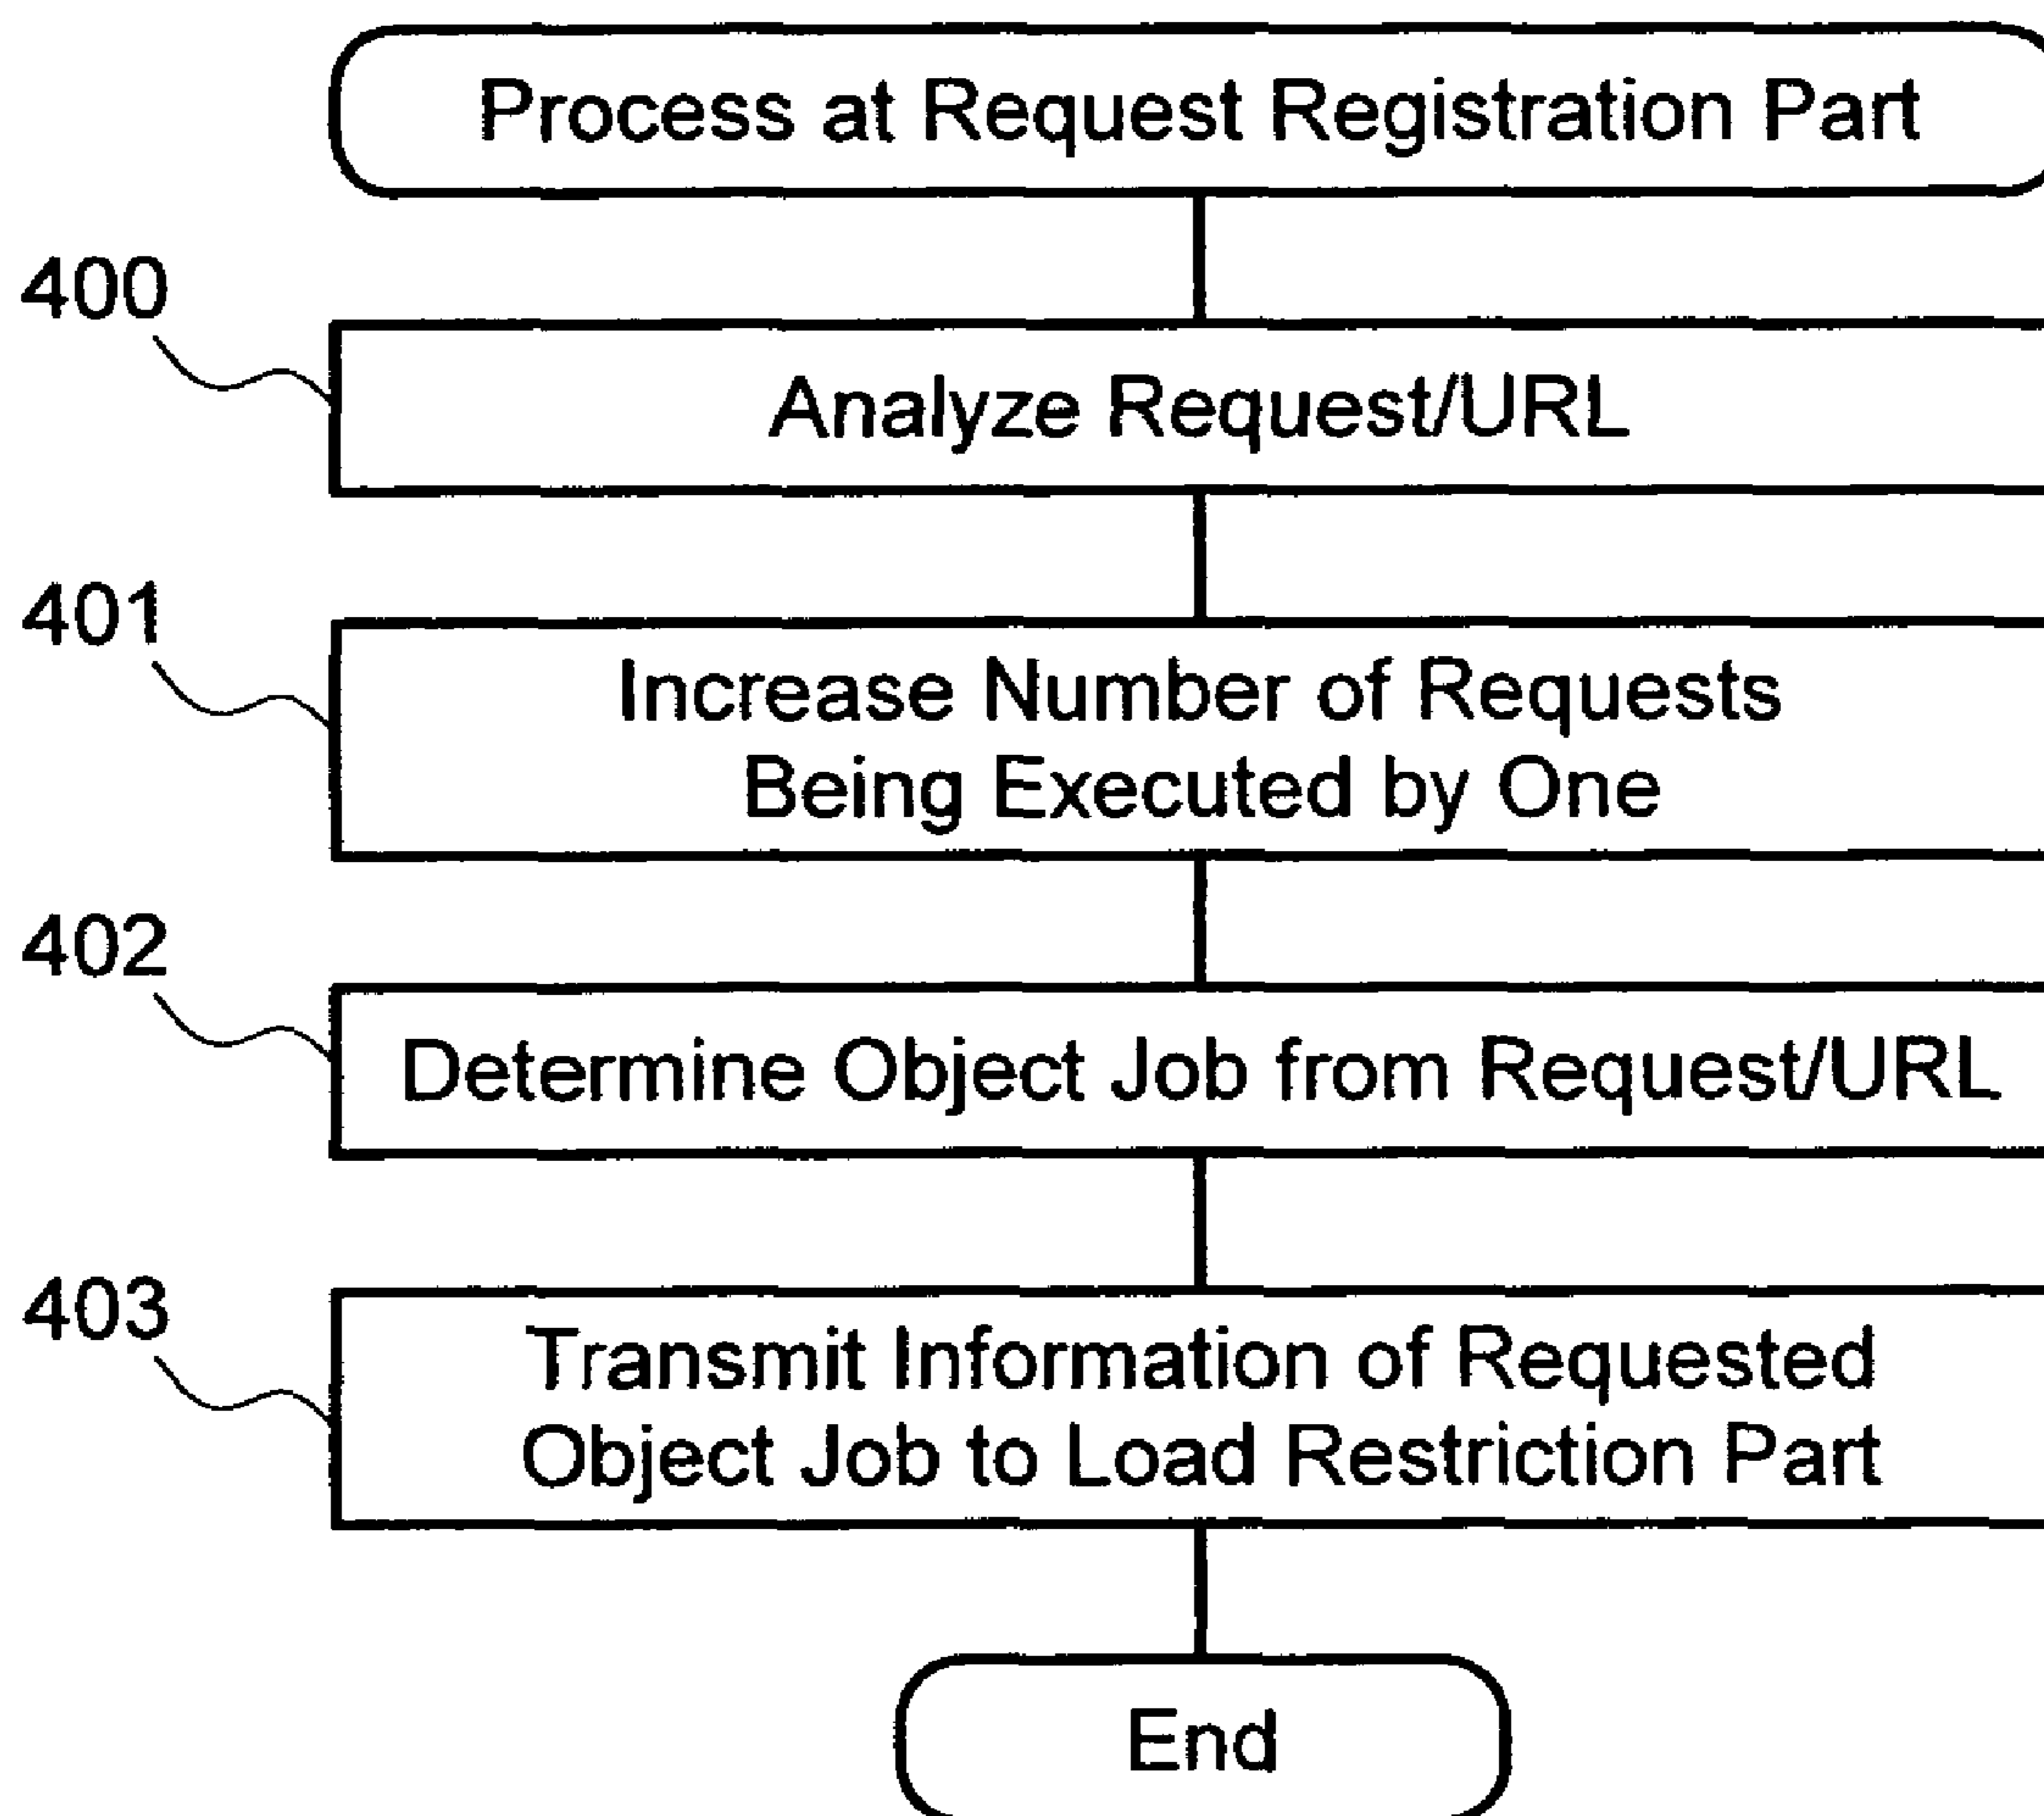 Process at Request Registration Part
400
Analyze Request/URL
401
Increase Number of Requests
Being Executed by One
402
Determine Object Job from Request/URL
403
Transmit Information of Requested
Object Job to Load Restriction Part
End